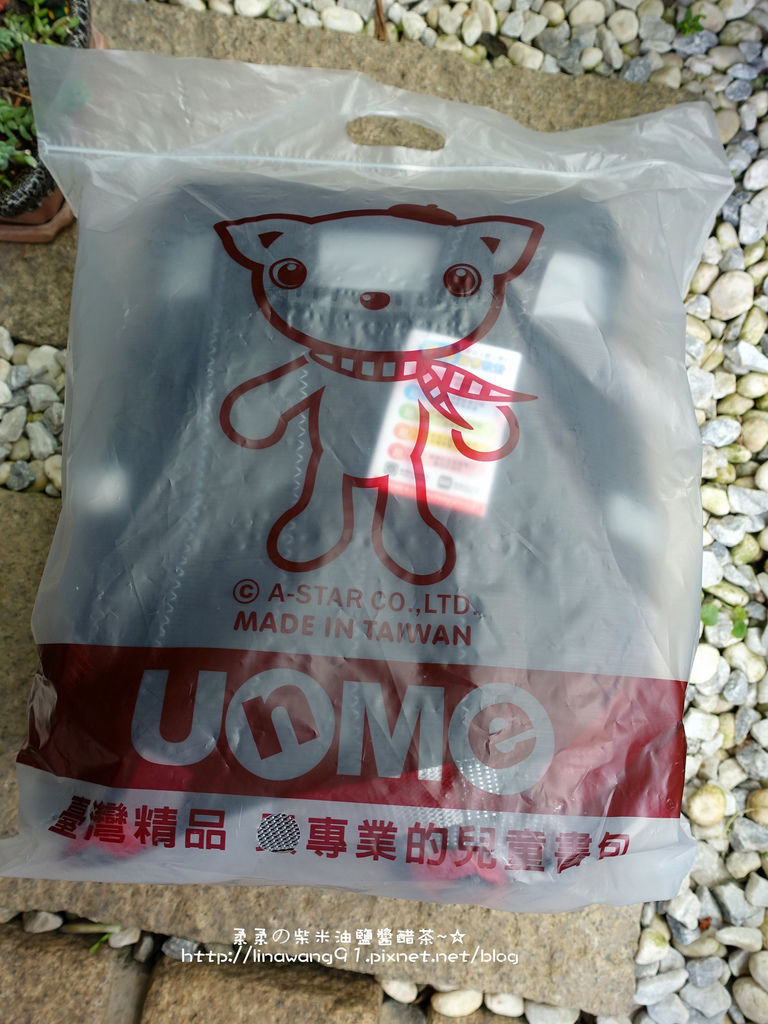 © A-STAR CO.,LTD.
MADE IN TAIWAN
UnMe
臺灣精品 專業的兒童書包
柔柔の柴米油鹽醬醋茶~☆
http://linawang91.pixnet.net/blog